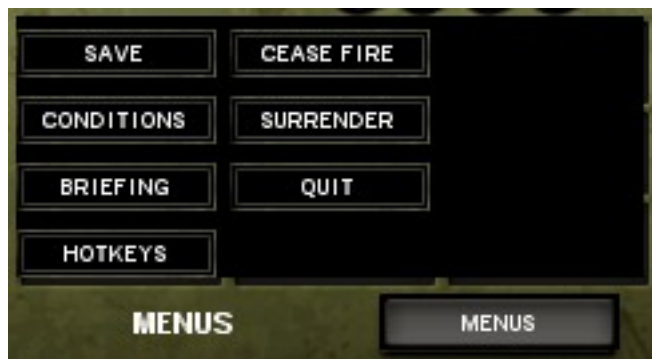 SAVE
CEASE FIRE
CONDITIONS
SURRENDER
BRIEFING
QUIT
HOTKEYS
MENUS
MENUS